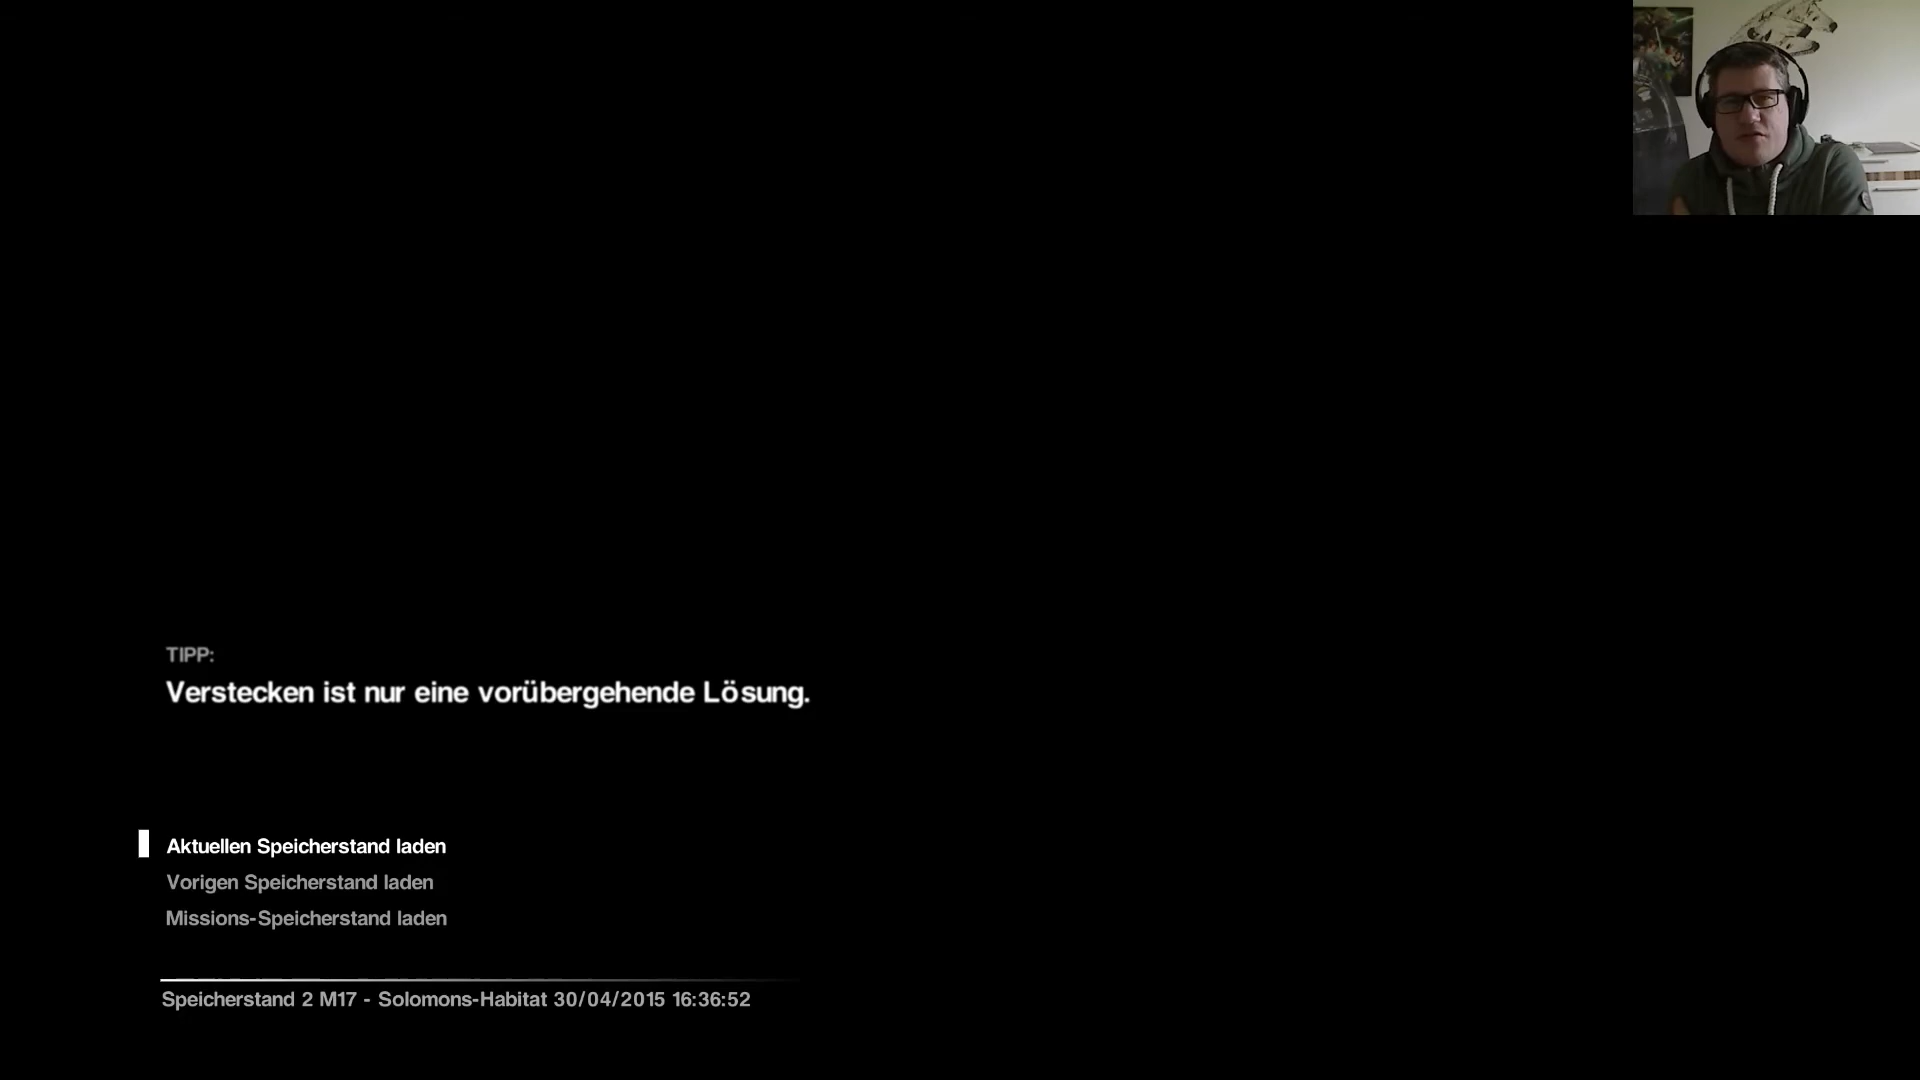 TIPP:
Verstecken ist nur eine vorübergehende Lösung.
Aktuellen Speicherstand laden
Vorigen Speicherstand laden
Missions-Speicherstand laden
Speicherstand 2 M17 - Solomons-Habitat 30/04/2015 16:36:52